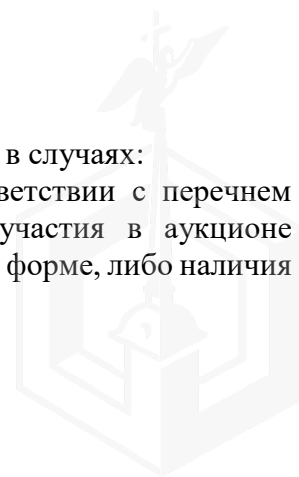 в случаях:
ветствии с перечнем
участия в аукционе
форме, либо наличия